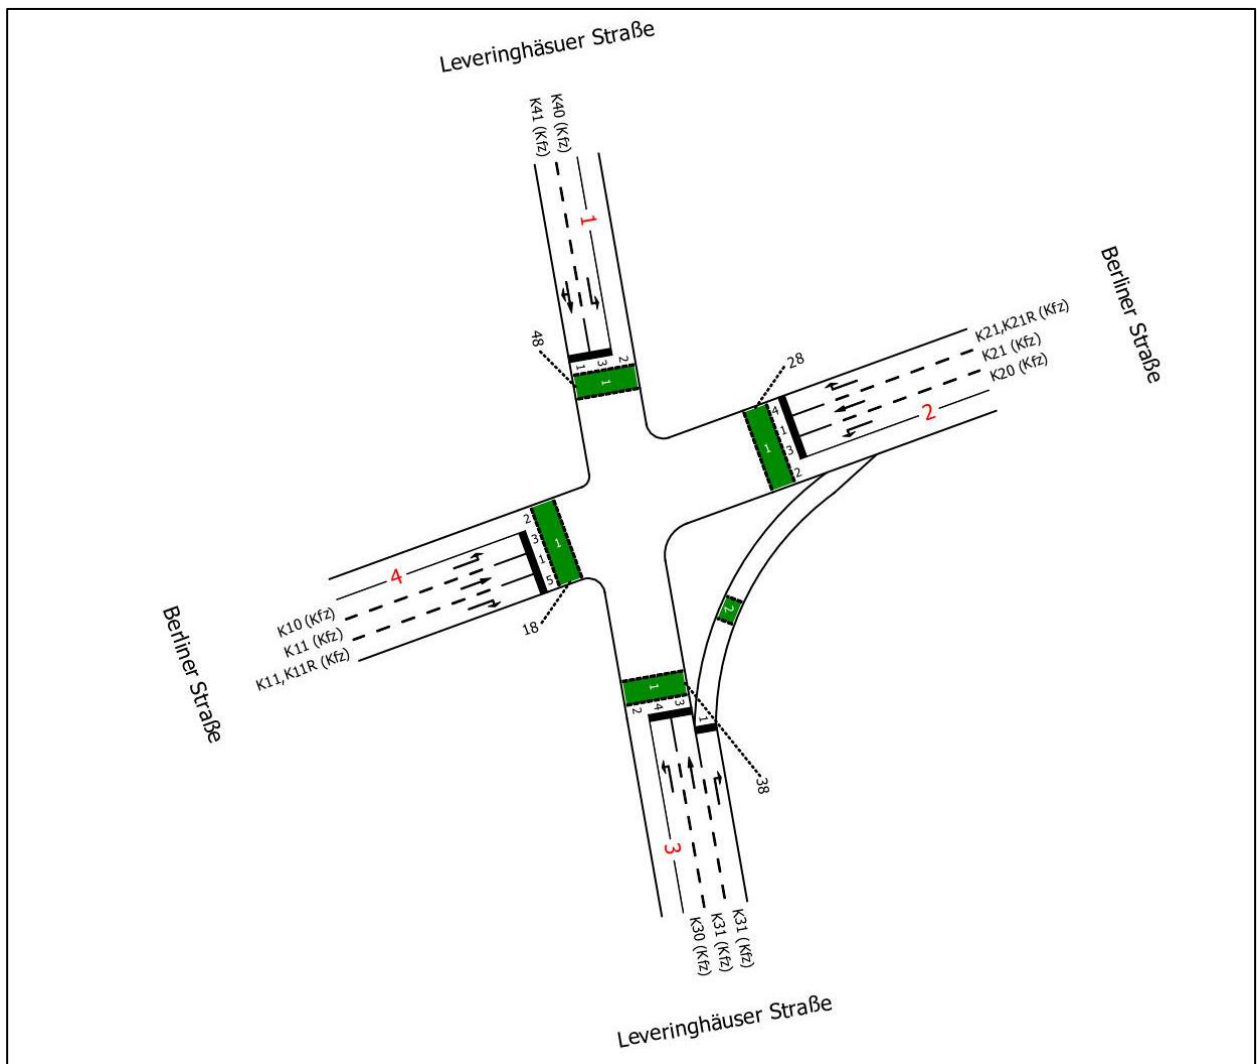 Leveringhäsuer Straße
K41 (Kfz)
K40 (Kfz)
1
48
1
3
2
1
Berliner Straße
K21,K21R (Kfz)
K21 (Kfz)
K20 (Kfz)
2
28
4
1
3
2
1
2
3
1
5
1
4
K10 (Kfz)
K11 (Kfz)
K11,K11R (Kfz)
18
Berliner Straße
2
1
2
4
3
1
38
3
K30 (Kfz)
K31 (Kfz)
K31 (Kfz)
Leveringhäuser Straße